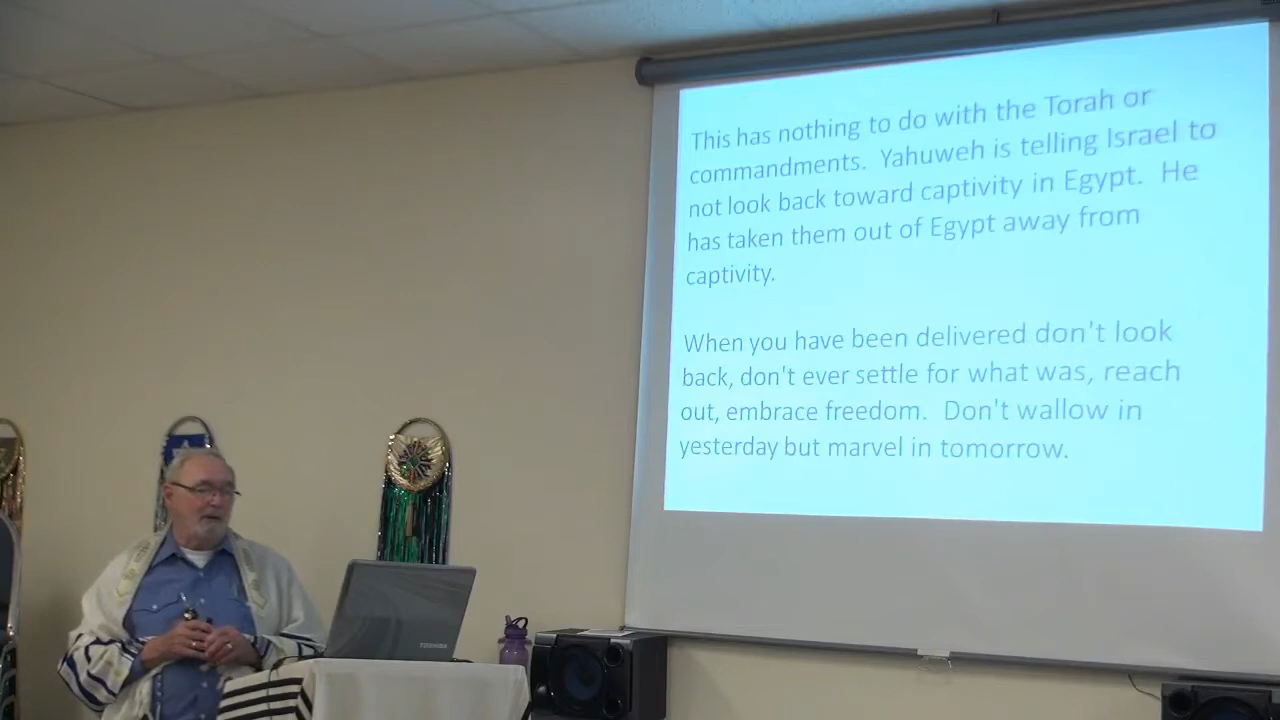 This has nothing to do with the Torah or
commandments.  Yahuweh is telling Israel to
not look back toward captivity in Egypt.  He
has taken them out of Egypt away from
captivity.
When you have been delivered don't look
back, don't ever settle for what was, reach
out, embrace freedom.  Don't wallow in
yesterday but marvel in tomorrow.
TOSHIBA